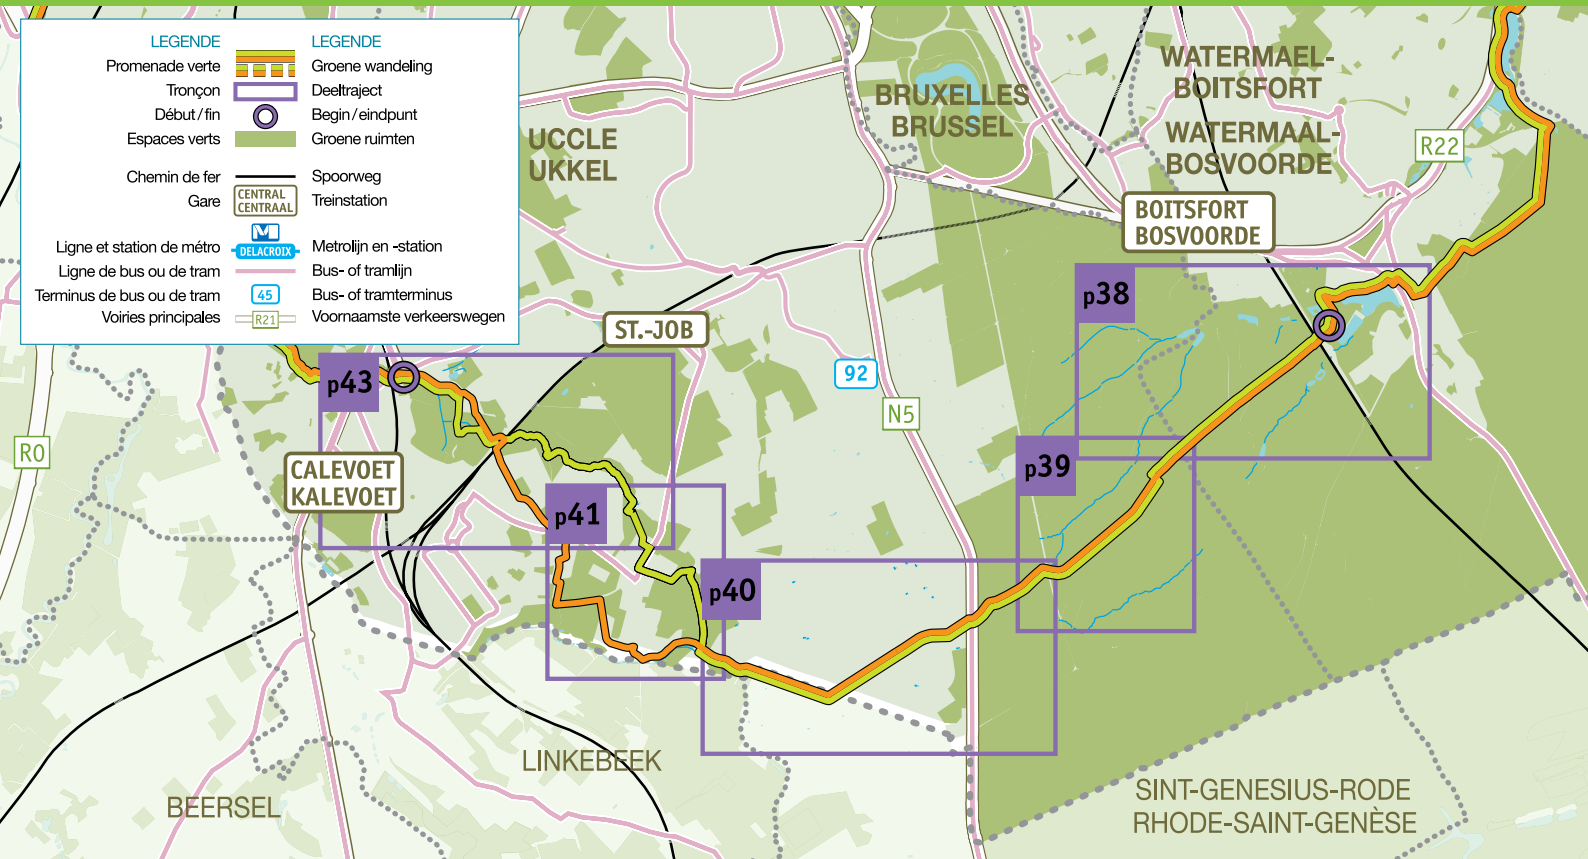 LEGENDE LEGENDE
Promenade verte Groene wandeling
Tronçon Deeltraject
Début / fin Begin / eindpunt
Espaces verts Groene ruimten
Chemin de fer Spoorweg
Gare CENTRAL CENTRAAL Treinstation
M
Ligne et station de métro DELACROIX Metrolijn en -station
Ligne de bus ou de tram Bus- of tramlijn
Terminus de bus ou de tram 45 Bus- of tramterminus
Voiries principales R21 Voornaamste verkeerswegen
UCCLE
UKKEL
BRUXELLES
BRUSSEL
WATERMAEL-
BOITSFORT
WATERMAAL-
BOSVOORDE
R22
BOITSFORT
BOSVOORDE
p38
ST.-JOB
p43
92
N5
R0
CALEVOET
KALEVOET
p39
p41
p40
LINKEBEEK
BEERSEL
SINT-GENESIUS-RODE
RHODE-SAINT-GENÈSE